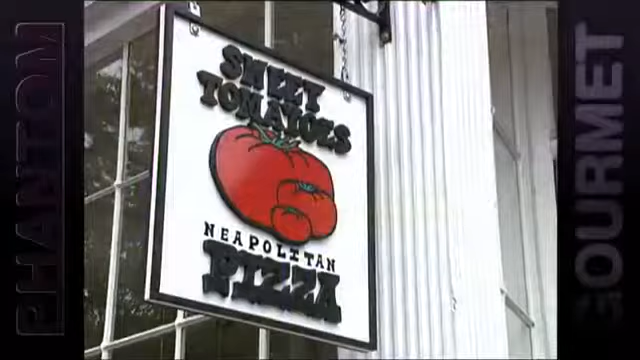 PHANTOM
SWEET
TOMATOES
NEAPOLITAN
PIZZA
GOURMET